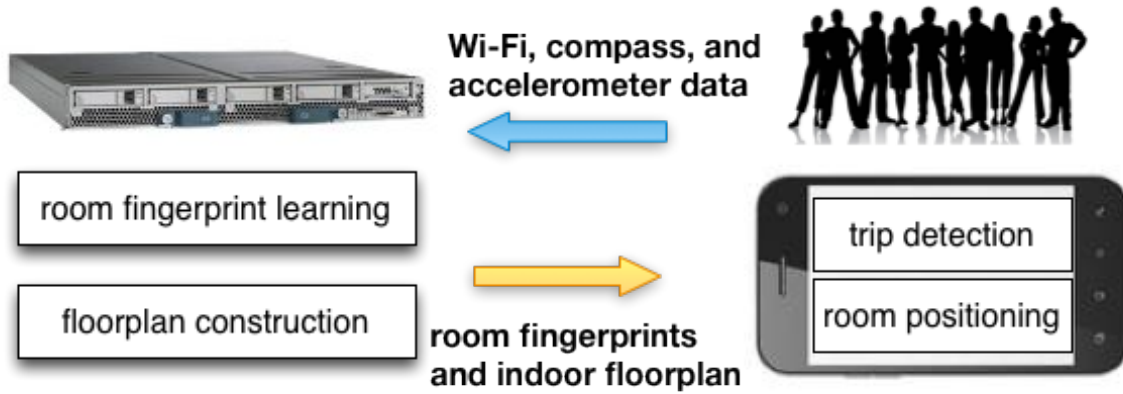 Wi-Fi, compass, and
accelerometer data
room fingerprint learning
floorplan construction
trip detection
room positioning
room fingerprints
and indoor floorplan